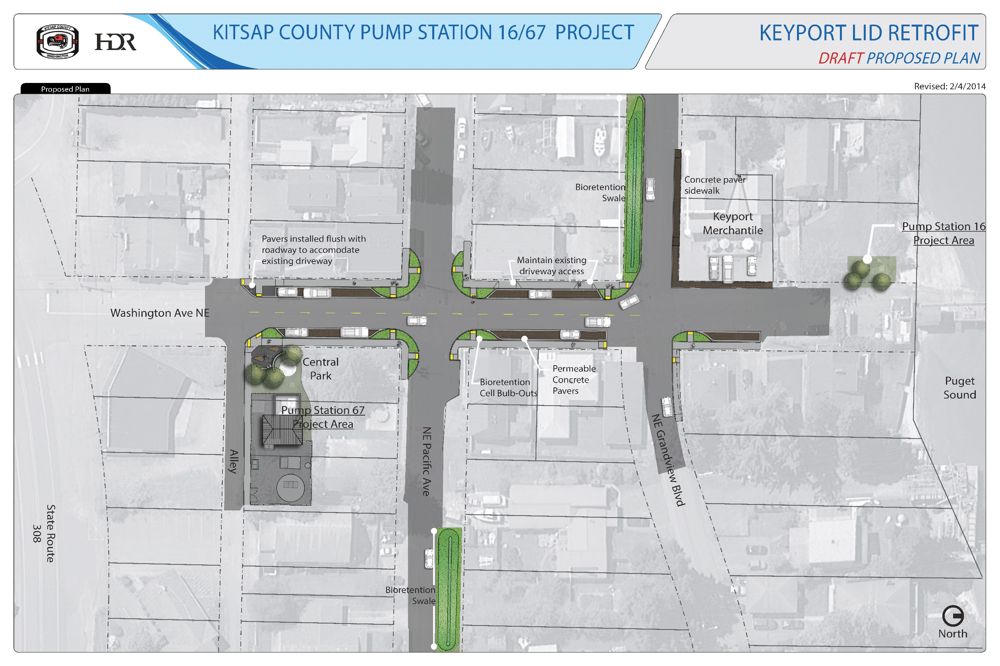 KITSAP COUNTY
18 57
WASHINGTON
HDR
KITSAP COUNTY PUMP STATION 16/67 PROJECT
KEYPORT LID RETROFIT
DRAFT PROPOSED PLAN
Proposed Plan
Revised: 2/4/2014
Bioretention
Swale
Concrete paver
sidewalk
Keyport
Merchantile
Pump Station 16
Project Area
Pavers installed flush with
roadway to accomodate
existing driveway
Maintain existing
driveway access
Washington Ave NE
Central
Park
Permeable
Concrete
Pavers
Bioretention
Cell Bulb-Outs
Puget
Sound
Pump Station 67
Project Area
Alley
NE Pacific Ave
NE Grandview Blvd
State Route
308
Bioretention
Swale
North